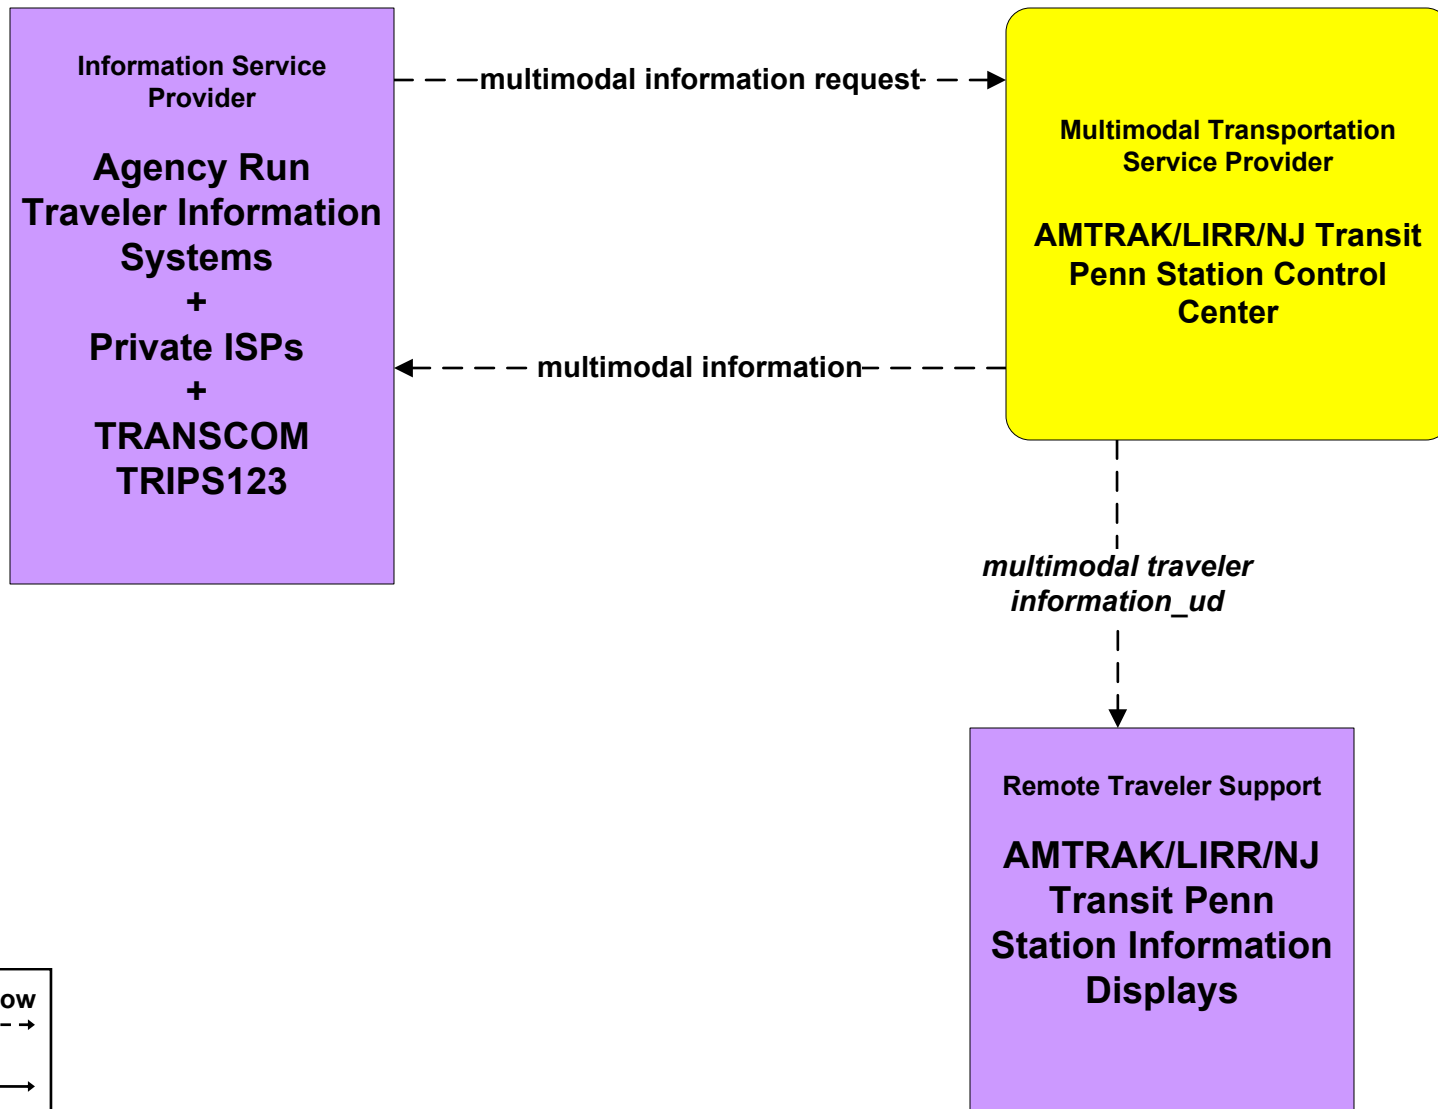 Information Service
Provider
Agency Run
Traveler Information
Systems
+
Private ISPs
+
TRANSCOM
TRIPS123
multimodal information request
Multimodal Transportation
Service Provider
AMTRAK/LIRR/NJ Transit
Penn Station Control
Center
multimodal information
multimodal traveler
information_ud
Remote Traveler Support
AMTRAK/LIRR/NJ
Transit Penn
Station Information
Displays